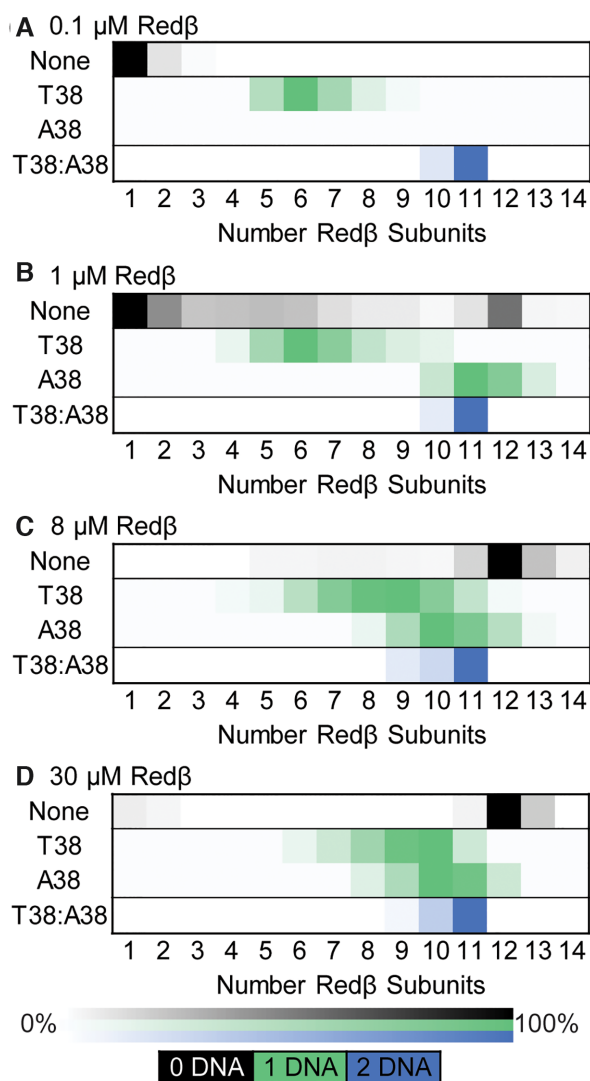 A 0.1 µM Redβ
None
T38
A38
T38:A38
1 2 3 4 5 6 7 8 9 10 11 12 13 14
Number Redβ Subunits
B 1 µM Redβ
None
T38
A38
T38:A38
1 2 3 4 5 6 7 8 9 10 11 12 13 14
Number Redβ Subunits
C 8 µM Redβ
None
T38
A38
T38:A38
1 2 3 4 5 6 7 8 9 10 11 12 13 14
Number Redβ Subunits
D 30 µM Redβ
None
T38
A38
T38:A38
1 2 3 4 5 6 7 8 9 10 11 12 13 14
Number Redβ Subunits
0% 100%
0 DNA 1 DNA 2 DNA